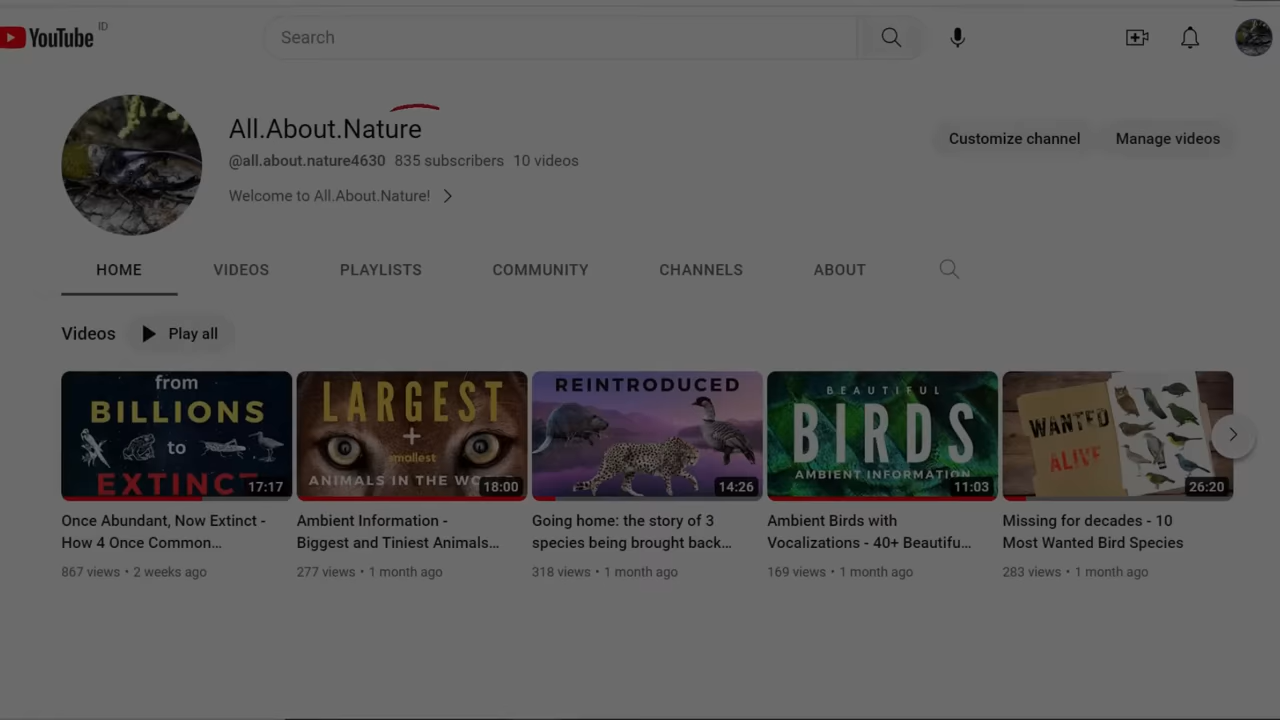 YouTube ID
Search
All.About.Nature
@all.about.nature4630 835 subscribers 10 videos
Welcome to All.About.Nature!
Customize channel Manage videos
HOME VIDEOS PLAYLISTS COMMUNITY CHANNELS ABOUT
Videos Play all
from
BILLIONS
to
EXTINCT
17:17
LARGEST
+
smallest
ANIMALS IN THE WO
18:00
REINTRODUCED
14:26
BEAUTIFUL
BIRDS
AMBIENT INFORMATION
11:03
WANTED
ALIVE
26:20
Once Abundant, Now Extinct -
How 4 Once Common…
867 views • 2 weeks ago
Ambient Information -
Biggest and Tiniest Animals…
277 views • 1 month ago
Going home: the story of 3
species being brought back…
318 views • 1 month ago
Ambient Birds with
Vocalizations - 40+ Beautifu…
169 views • 1 month ago
Missing for decades - 10
Most Wanted Bird Species
283 views • 1 month ago